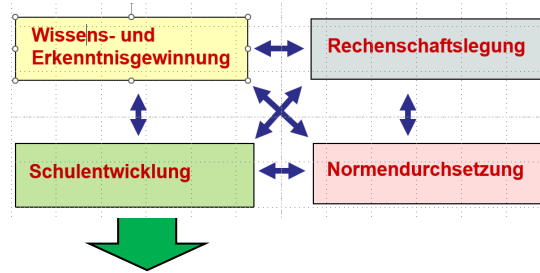 Wissens- und
Erkenntnisgewinnung
Rechenschaftslegung
Schulentwicklung
Normendurchsetzung